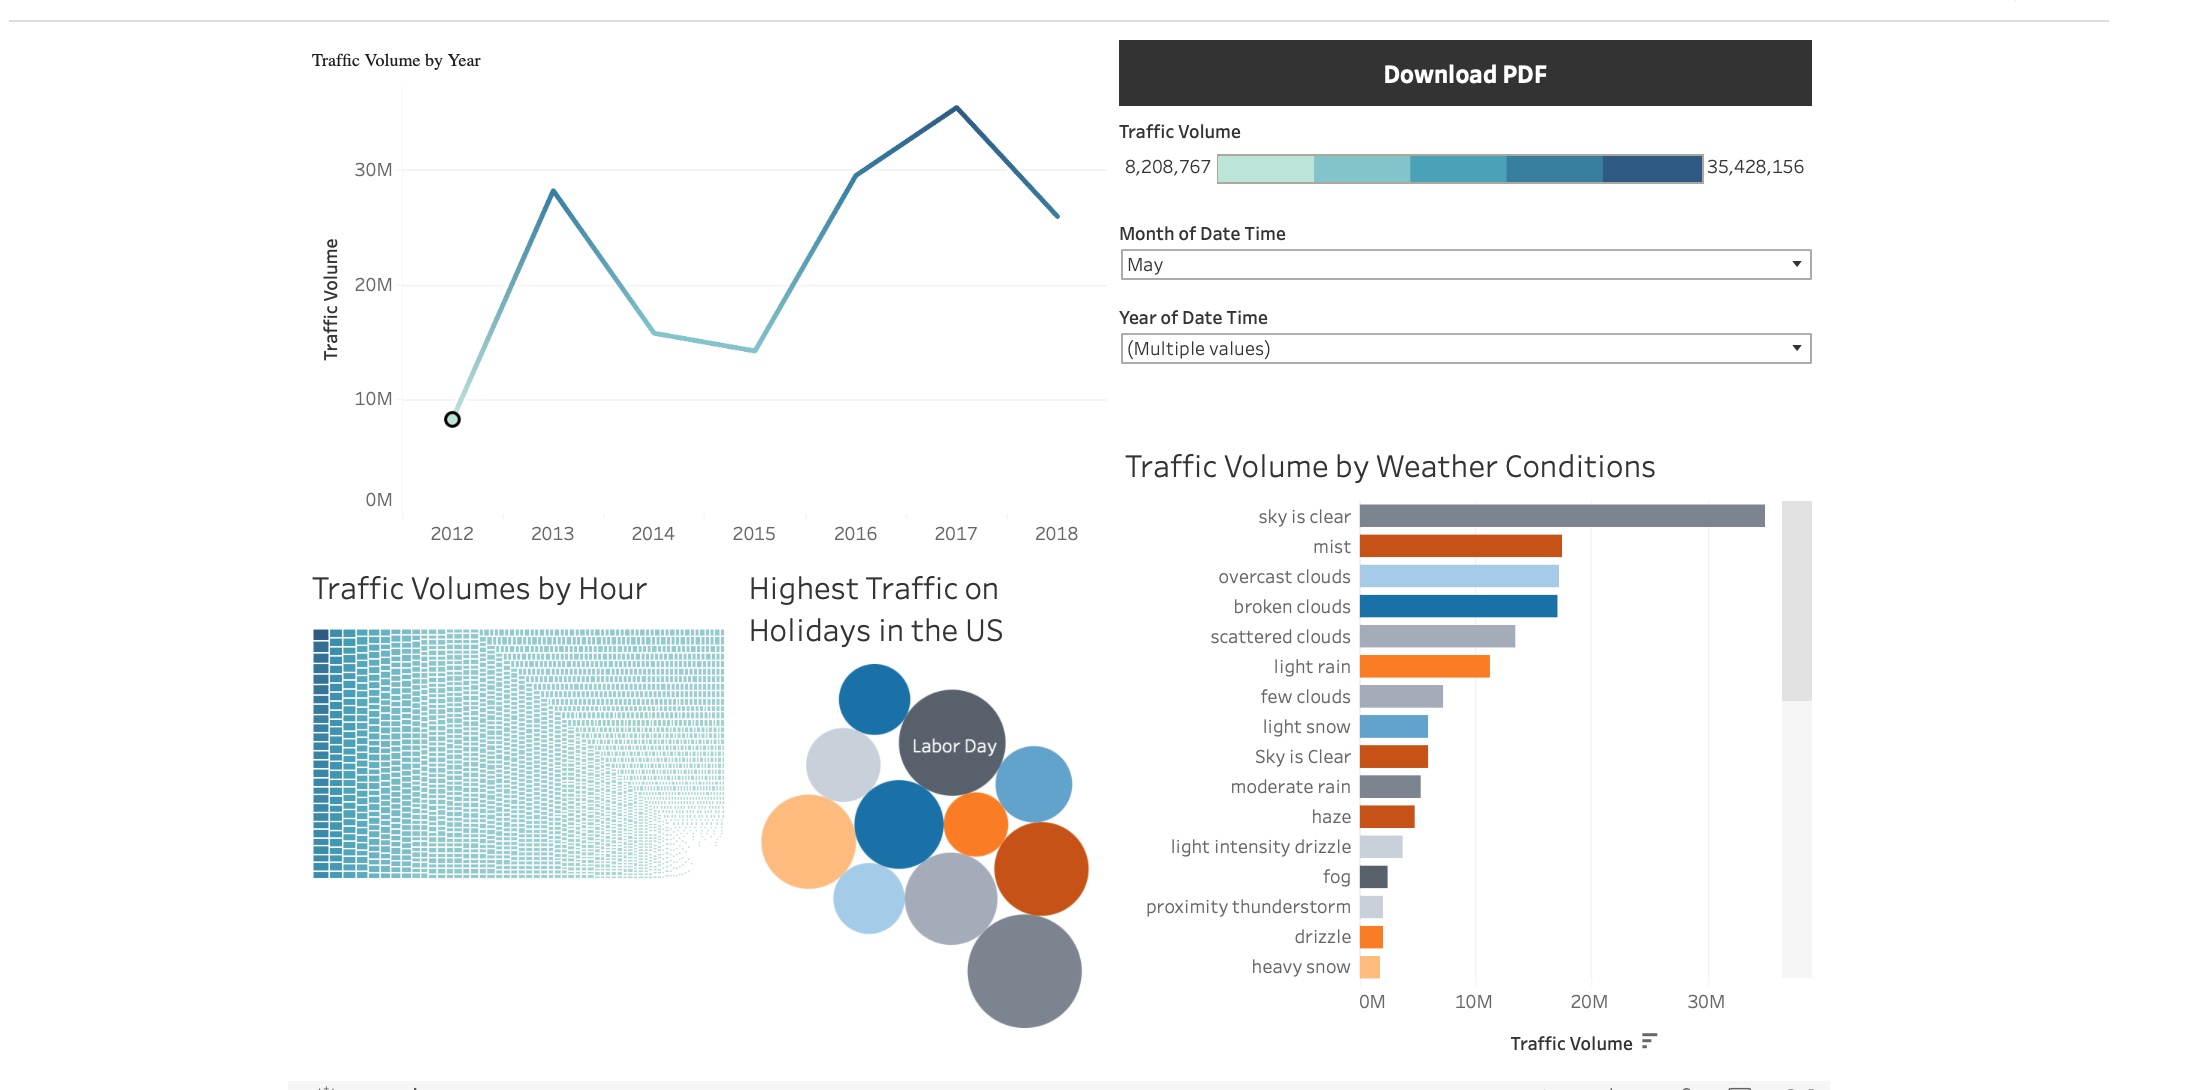 Traffic Volume by Year
30M
20M
10M
0M
Traffic Volume
2012 2013 2014 2015 2016 2017 2018
Download PDF
Traffic Volume
8,208,767 35,428,156
Month of Date Time
May
Year of Date Time
(Multiple values)
Traffic Volumes by Hour
Highest Traffic on
Holidays in the US
Labor Day
Traffic Volume by Weather Conditions
sky is clear
mist
overcast clouds
broken clouds
scattered clouds
light rain
few clouds
light snow
Sky is Clear
moderate rain
haze
light intensity drizzle
fog
proximity thunderstorm
drizzle
heavy snow
0M 10M 20M 30M
Traffic Volume